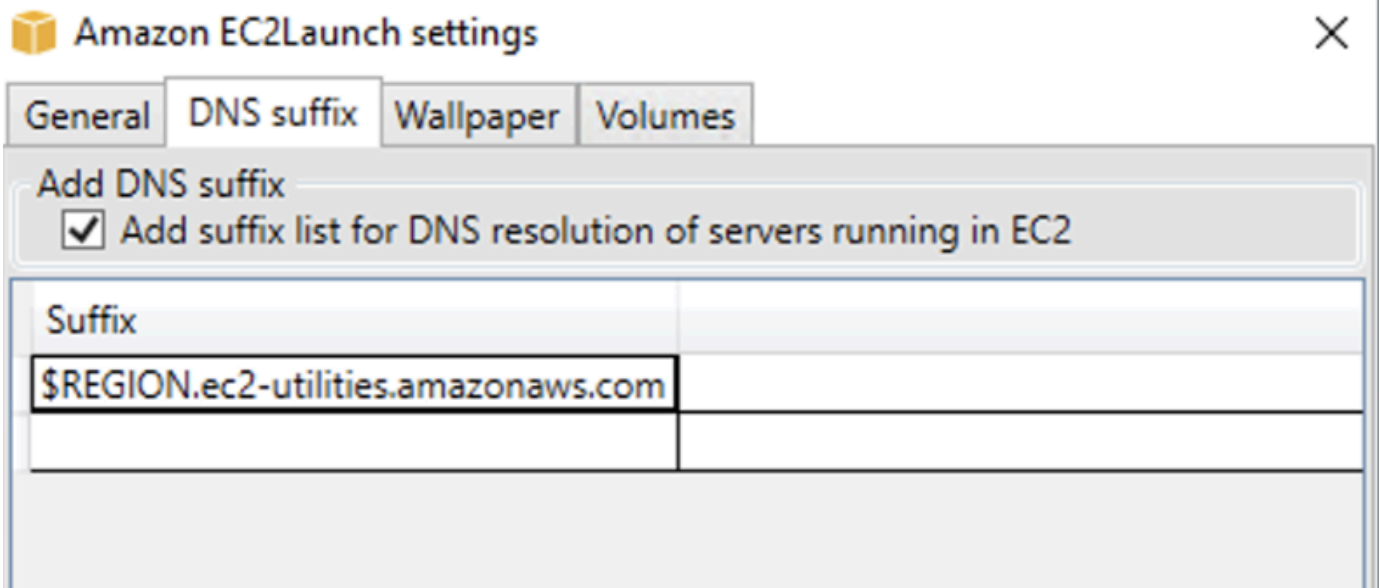 Amazon EC2Launch settings
General DNS suffix Wallpaper Volumes
Add DNS suffix
Add suffix list for DNS resolution of servers running in EC2
Suffix
$REGION.ec2-utilities.amazonaws.com